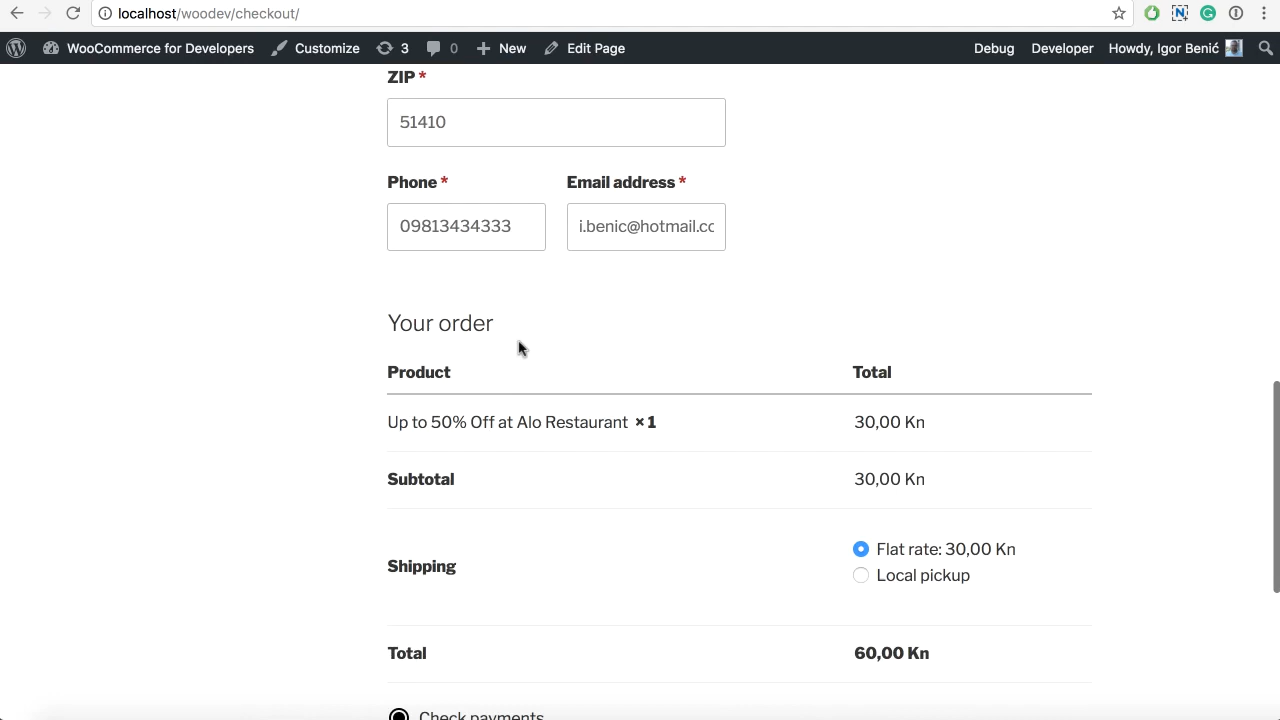 localhost/woodev/checkout/
WooCommerce for Developers Customize 3 0 New Edit Page Debug Developer Howdy, Igor Benić
ZIP *
51410
Phone * Email address *
09813434333 i.benic@hotmail.cc
Your order
Product Total
Up to 50% Off at Alo Restaurant × 1 30,00 Kn
Subtotal 30,00 Kn
Flat rate: 30,00 Kn
Shipping
Local pickup
Total 60,00 Kn
Check payments